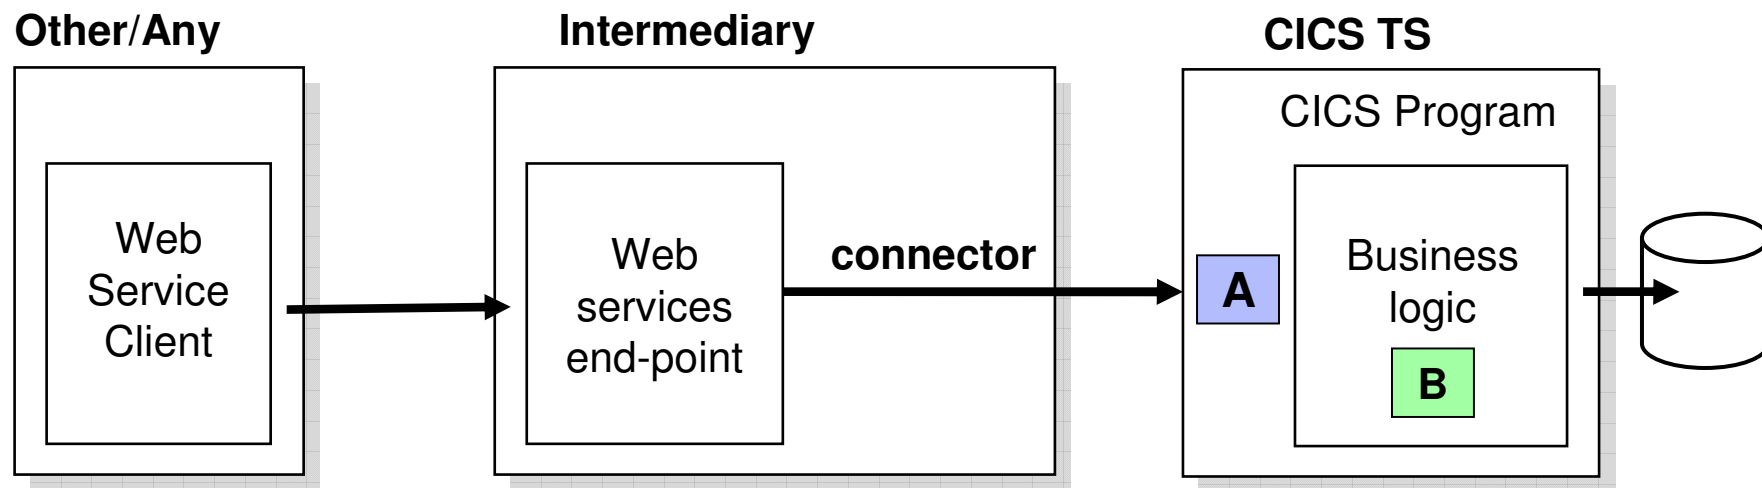 Other/Any
Intermediary
CICS TS
CICS Program
Web
Service
Client
Web
services
end-point
connector
A
Business
logic
B